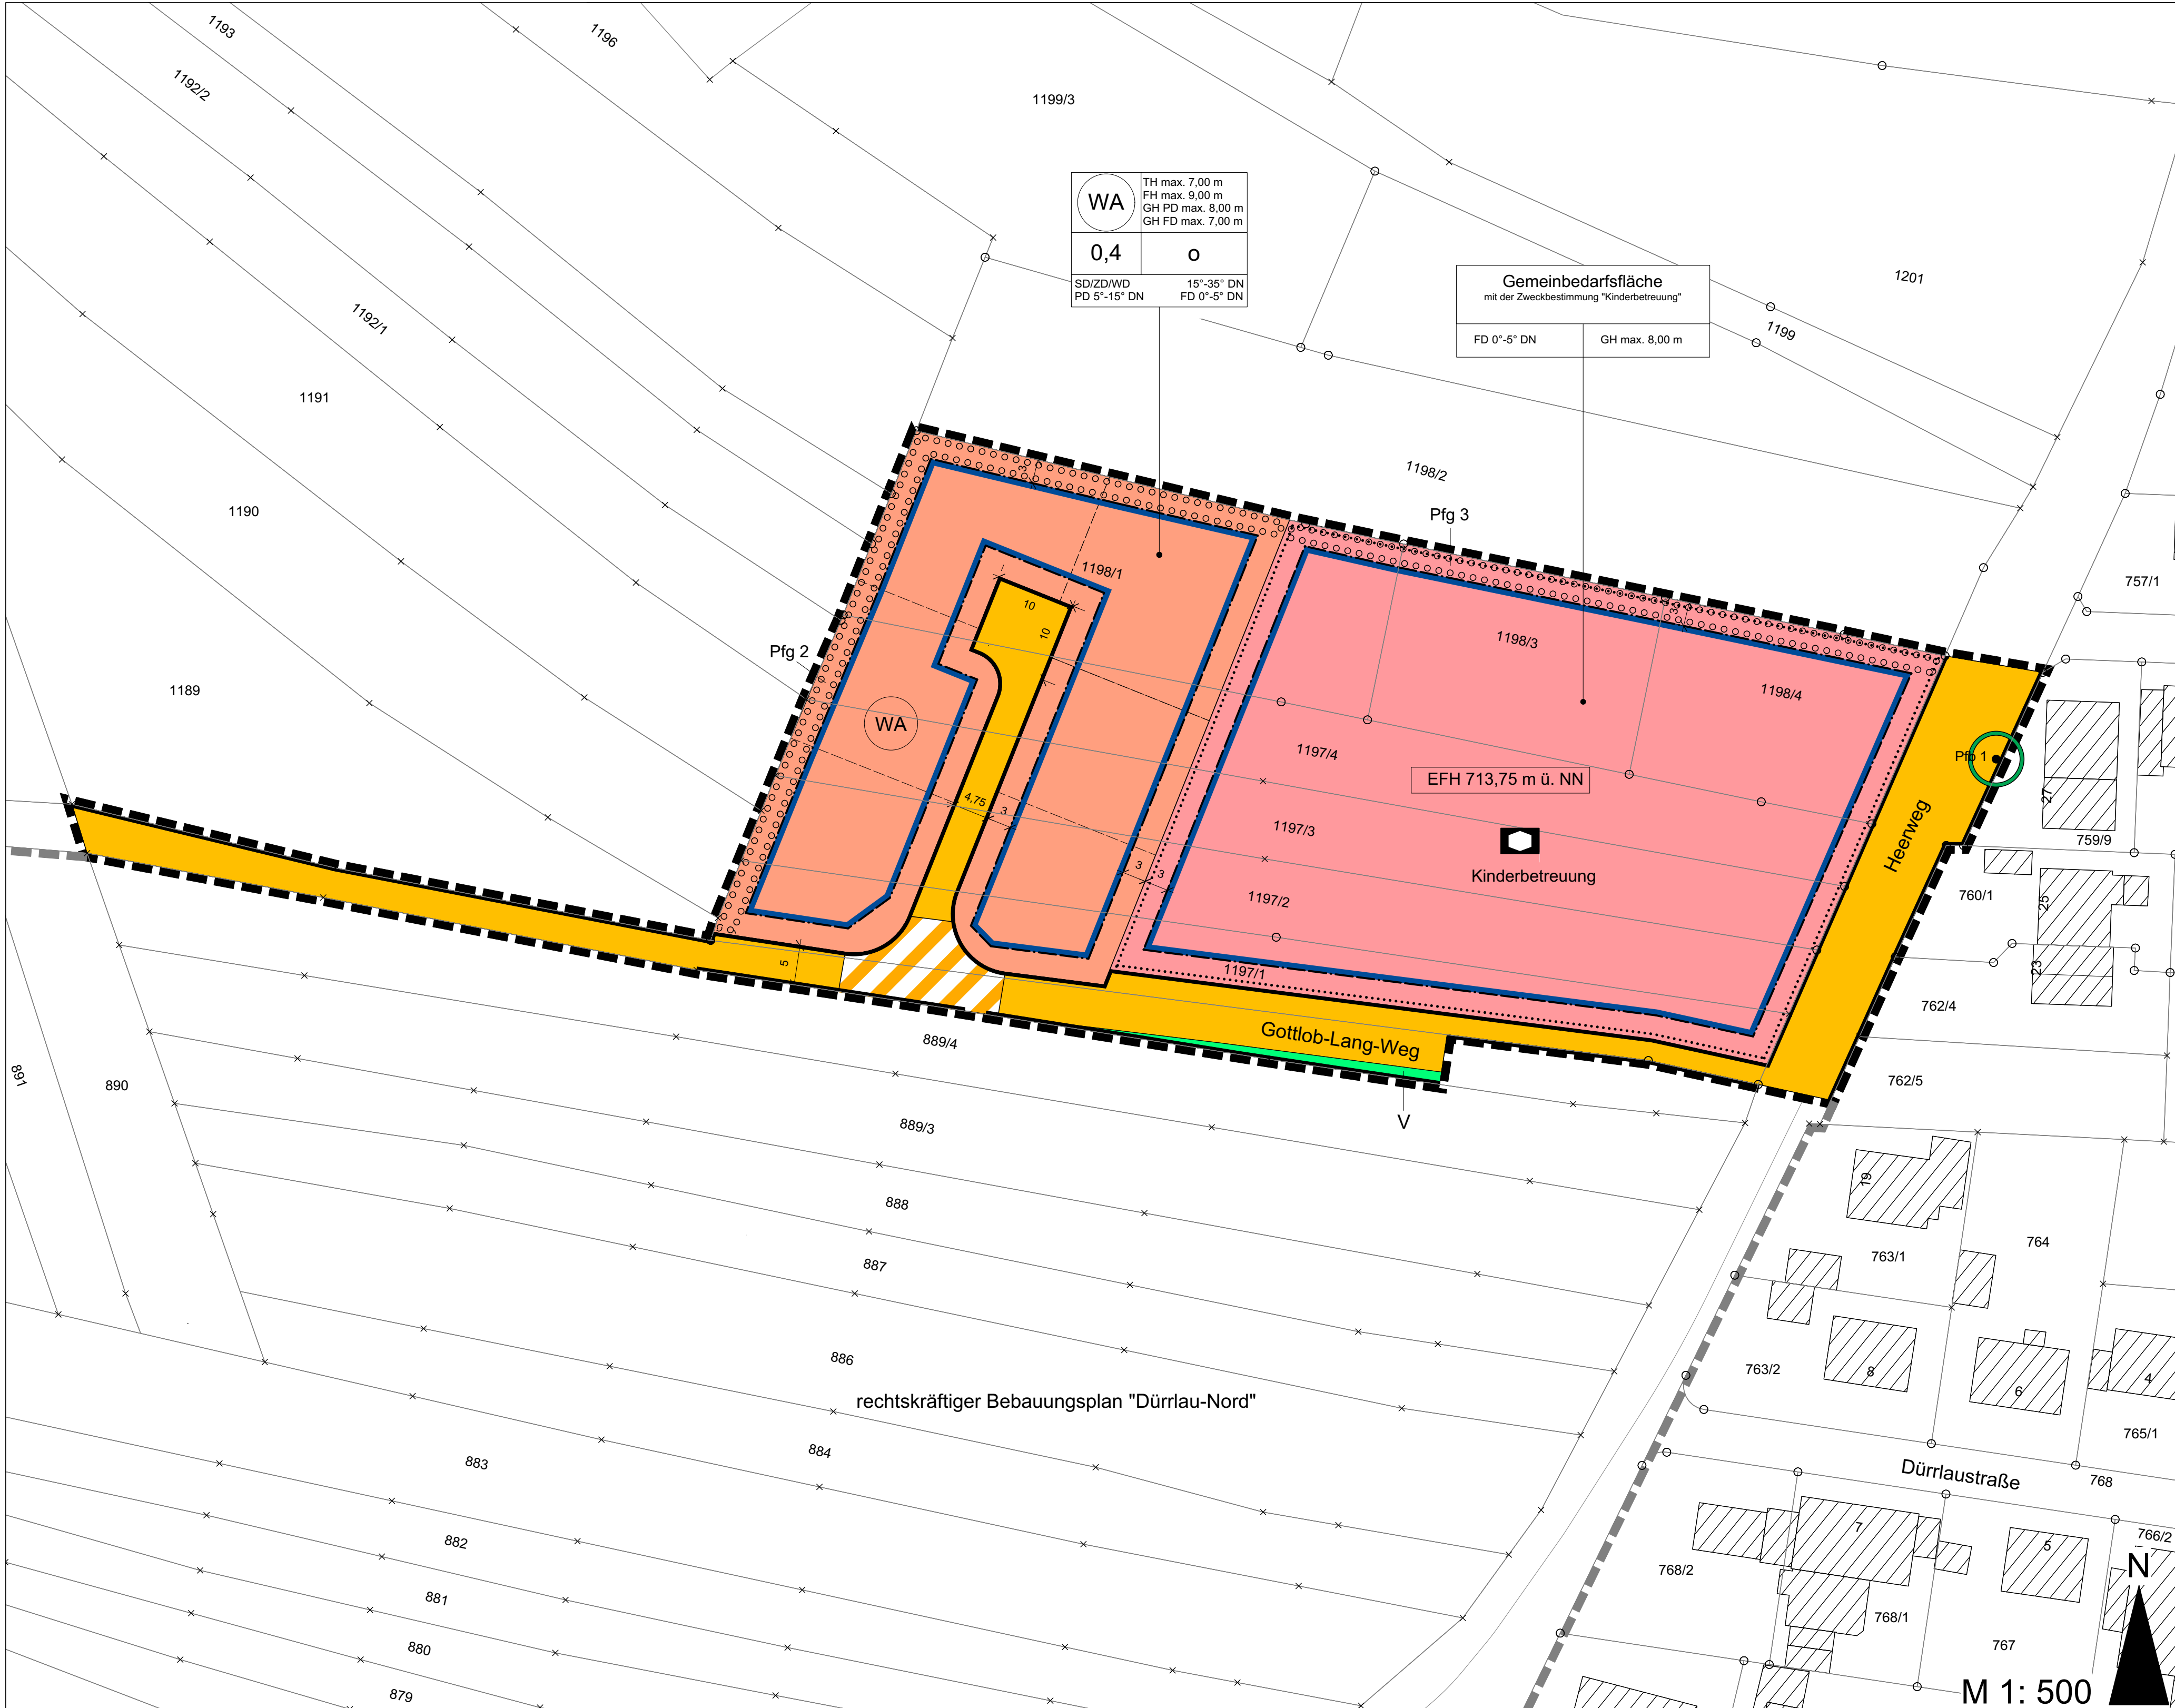 1193
1196
1192/2
1199/3
WA
TH max. 7,00 m
FH max. 9,00 m
GH PD max. 8,00 m
GH FD max. 7,00 m
0,4
o
SD/ZD/WD 15°-35° DN
PD 5°-15° DN FD 0°-5° DN
Gemeinbedarfsfläche
mit der Zweckbestimmung "Kinderbetreuung"
FD 0°-5° DN GH max. 8,00 m
1201
1199
1192/1
1191
1198/2
3
1190
Pfg 3
1198/1
757/1
10
10
3
1198/3
Pfg 2
1189
1198/4
WA
1197/4
EFH 713,75 m ü. NN
Pfb 1
27
4,75
3
1197/3
Heerweg
759/9
3
3
Kinderbetreuung
1197/2
760/1
25
5
1197/1
23
762/4
889/4
Gottlob-Lang-Weg
891
890
762/5
V
889/3
19
888
764
763/1
887
886
763/2
8
6
4
rechtskräftiger Bebauungsplan "Dürrlau-Nord"
765/1
884
883
Dürrlaustraße
768
882
7
5
766/2
768/2
N
881
768/1
880
767
879
M 1: 500